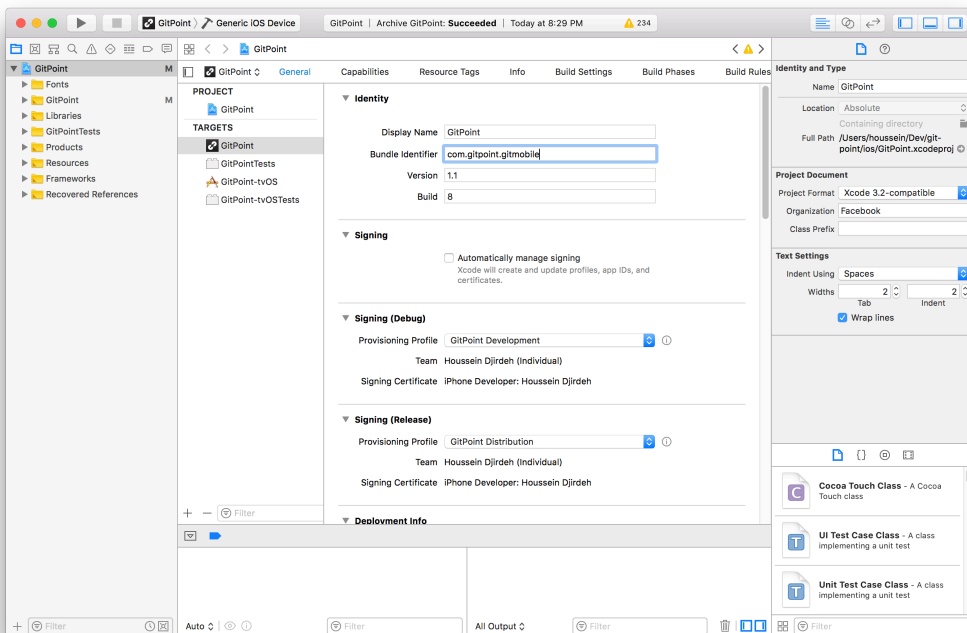 GitPoint Generic iOS Device
GitPoint | Archive GitPoint: Succeeded | Today at 8:29 PM 234
GitPoint
GitPoint M
Fonts
GitPoint M
Libraries
GitPointTests
Products
Resources
Frameworks
Recovered References
Filter
GitPoint General Capabilities Resource Tags Info Build Settings Build Phases Build Rules
PROJECT
GitPoint
TARGETS
GitPoint
GitPointTests
GitPoint-tvOS
GitPoint-tvOSTests
Filter
Identity
Display Name GitPoint
Bundle Identifier com.gitpoint.gitmobile
Version 1.1
Build 8
Signing
Automatically manage signing
Xcode will create and update profiles, app IDs, and
certificates.
Signing (Debug)
Provisioning Profile GitPoint Development
Team Houssein Djirdeh (Individual)
Signing Certificate iPhone Developer: Houssein Djirdeh
Signing (Release)
Provisioning Profile GitPoint Distribution
Team Houssein Djirdeh (Individual)
Signing Certificate iPhone Developer: Houssein Djirdeh
Deployment Info
Auto Filter All Output Filter
Identity and Type
Name GitPoint
Location Absolute
Containing directory
Full Path /Users/houssein/Dev/git-
point/ios/GitPoint.xcodeproj
Project Document
Project Format Xcode 3.2-compatible
Organization Facebook
Class Prefix
Text Settings
Indent Using Spaces
Widths 2 2
Tab Indent
Wrap lines
C Cocoa Touch Class - A Cocoa
Touch class
T UI Test Case Class - A class
implementing a unit test
T Unit Test Case Class - A class
implementing a unit test
Filter